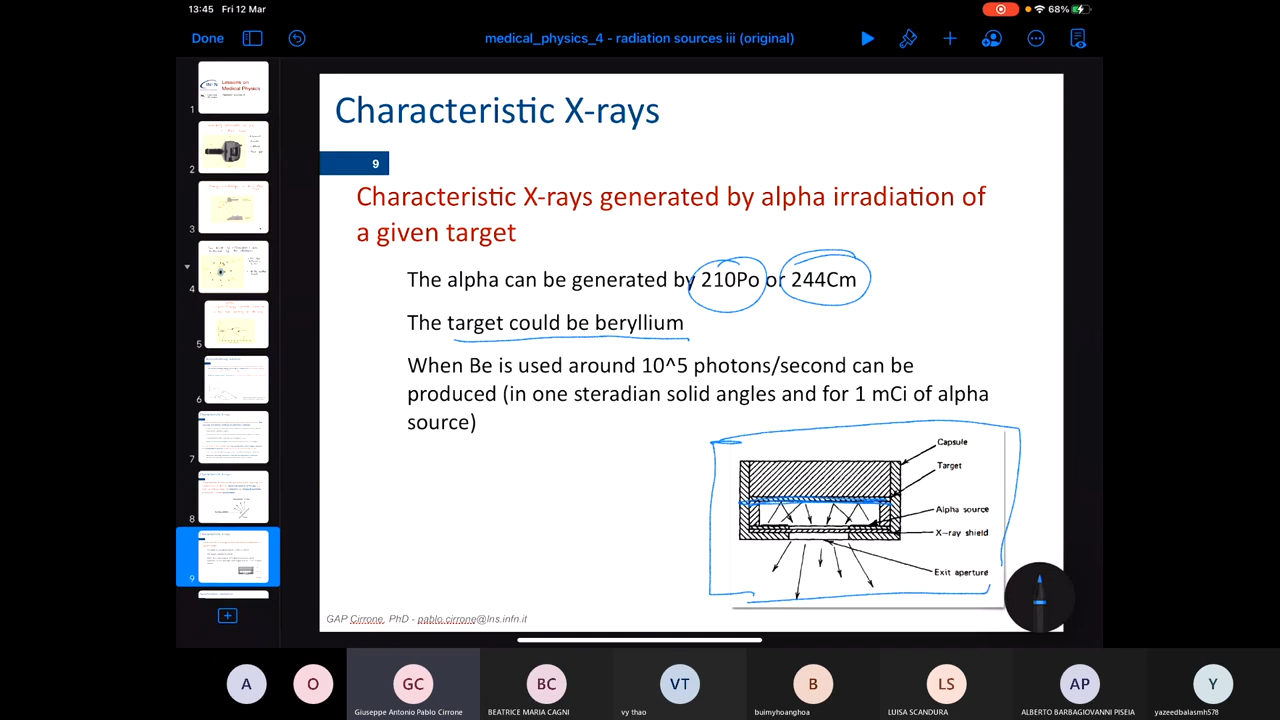 13:45 Fri 12 Mar
68%
Done
medical_physics_4 - radiation sources iii (original)
Lessons on
Medical Physics
1
2
3
4
5
6
7
8
9
Characteristic X-rays
9
Characteristic X-rays generated by alpha irradiation of
a given target
The alpha can be generated by 210Po or 244Cm
The target could be beryllium
When Be is used around 10^5 photons/second can be
produced (in one steradian solid angles and for 1 mCi of alpha
source)
Capsule
Target
Alpha source
X-ray shield
Exit aperture
GAP Cirrone, PhD - pablo.cirrone@lns.infn.it
A
O
GC
BC
VT
B
LS
AP
Y
Giuseppe Antonio Pablo Cirrone
BEATRICE MARIA CAGNI
vy thao
buimyhoanghoa
LUISA SCANDURA
ALBERTO BARBAGIOVANNI PISEIA
yazeedbalasmh578